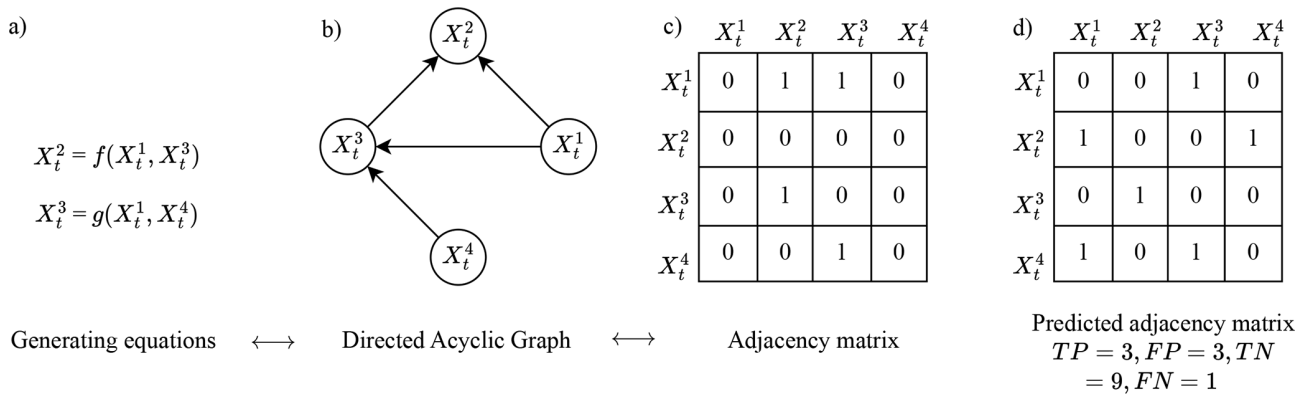 a)
X_t^2 = f(X_t^1, X_t^3)
X_t^3 = g(X_t^1, X_t^4)
Generating equations
⟷
b)
X_t^2
X_t^3
X_t^1
X_t^4
Directed Acyclic Graph
⟷
c)
X_t^1 X_t^2 X_t^3 X_t^4
X_t^1 0 1 1 0
X_t^2 0 0 0 0
X_t^3 0 1 0 0
X_t^4 0 0 1 0
Adjacency matrix
d)
X_t^1 X_t^2 X_t^3 X_t^4
X_t^1 0 0 1 0
X_t^2 1 0 0 1
X_t^3 0 1 0 0
X_t^4 1 0 1 0
Predicted adjacency matrix
TP = 3, FP = 3, TN
= 9, FN = 1